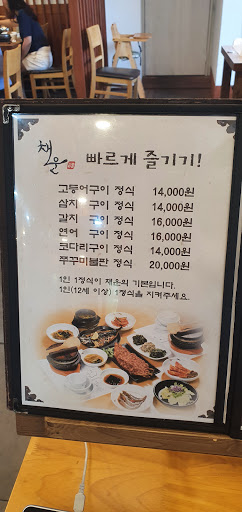 채울
빠르게 즐기기!
고등어구이 정식 14,000원
삼치 구이 정식 14,000원
갈치 구이 정식 16,000원
연어 구이 정식 16,000원
코다리구이 정식 14,000원
쭈꾸미볼판 정식 20,000원
1인 1정식이 채울의 기본입니다.
1인(12세 이상) 1정식을 지켜주세요.